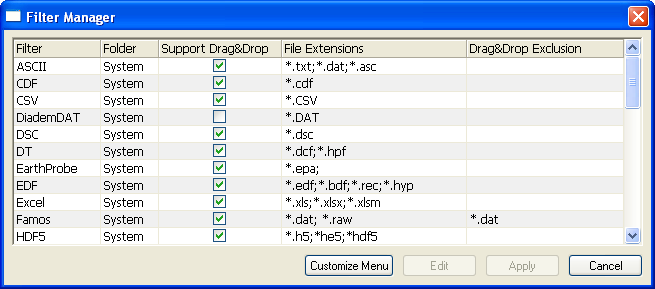 Filter Manager
Filter Folder Support Drag&Drop File Extensions Drag&Drop Exclusion
ASCII System *.txt;*.dat;*.asc
CDF System *.cdf
CSV System *.CSV
DiademDAT System *.DAT
DSC System *.dsc
DT System *.dcf;*.hpf
EarthProbe System *.epa;
EDF System *.edf;*.bdf;*.rec;*.hyp
Excel System *.xls;*.xlsx;*.xlsm
Famos System *.dat; *.raw *.dat
HDF5 System *.h5;*he5;*hdf5
Customize Menu Edit Apply Cancel